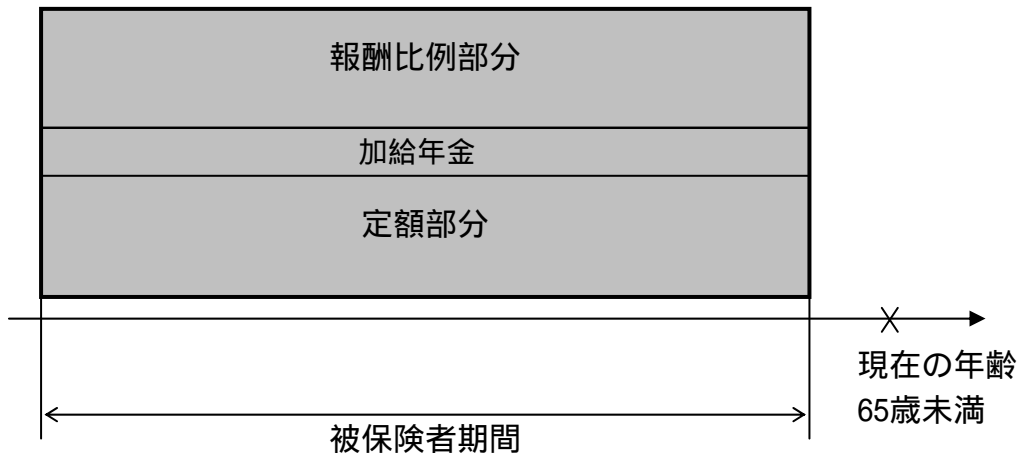 報酬比例部分
加給年金
定額部分
現在の年齢
65歳未満
被保険者期間